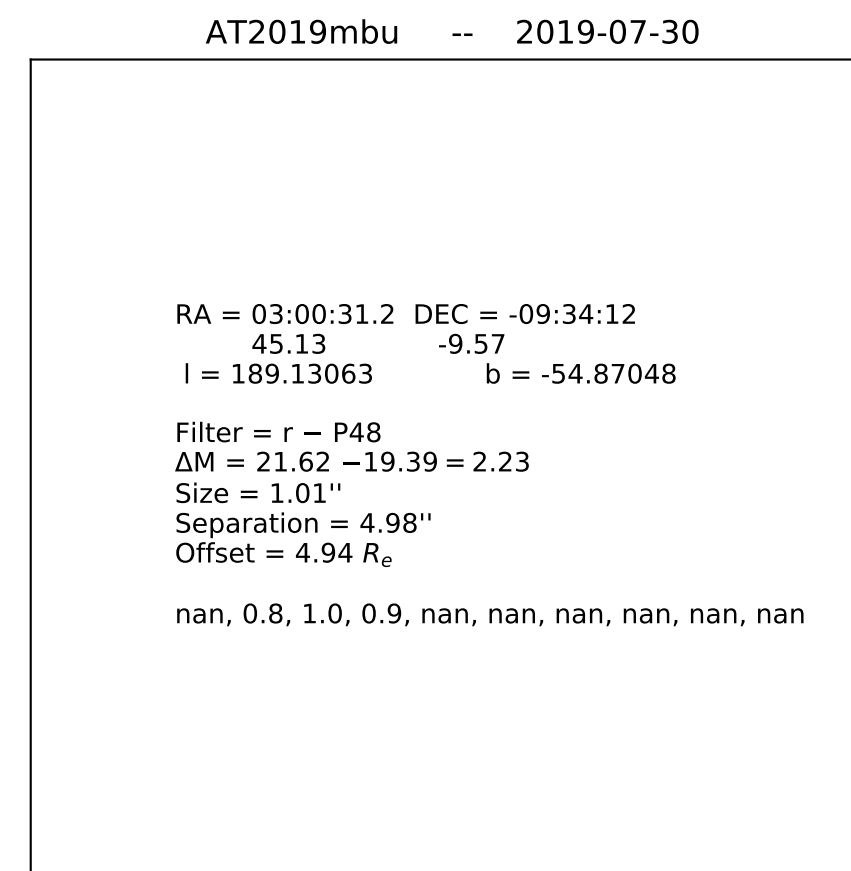 AT2019mbu -- 2019-07-30
RA = 03:00:31.2 DEC = -09:34:12
45.13 -9.57
l = 189.13063 b = -54.87048
Filter = r − P48
ΔM = 21.62 −19.39 = 2.23
Size = 1.01''
Separation = 4.98''
Offset = 4.94 Rₑ
nan, 0.8, 1.0, 0.9, nan, nan, nan, nan, nan, nan